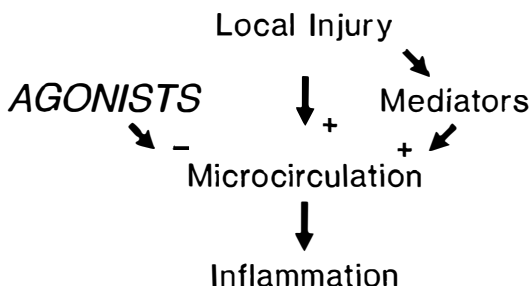 Local Injury
AGONISTS
Mediators
+
− +
Microcirculation
Inflammation